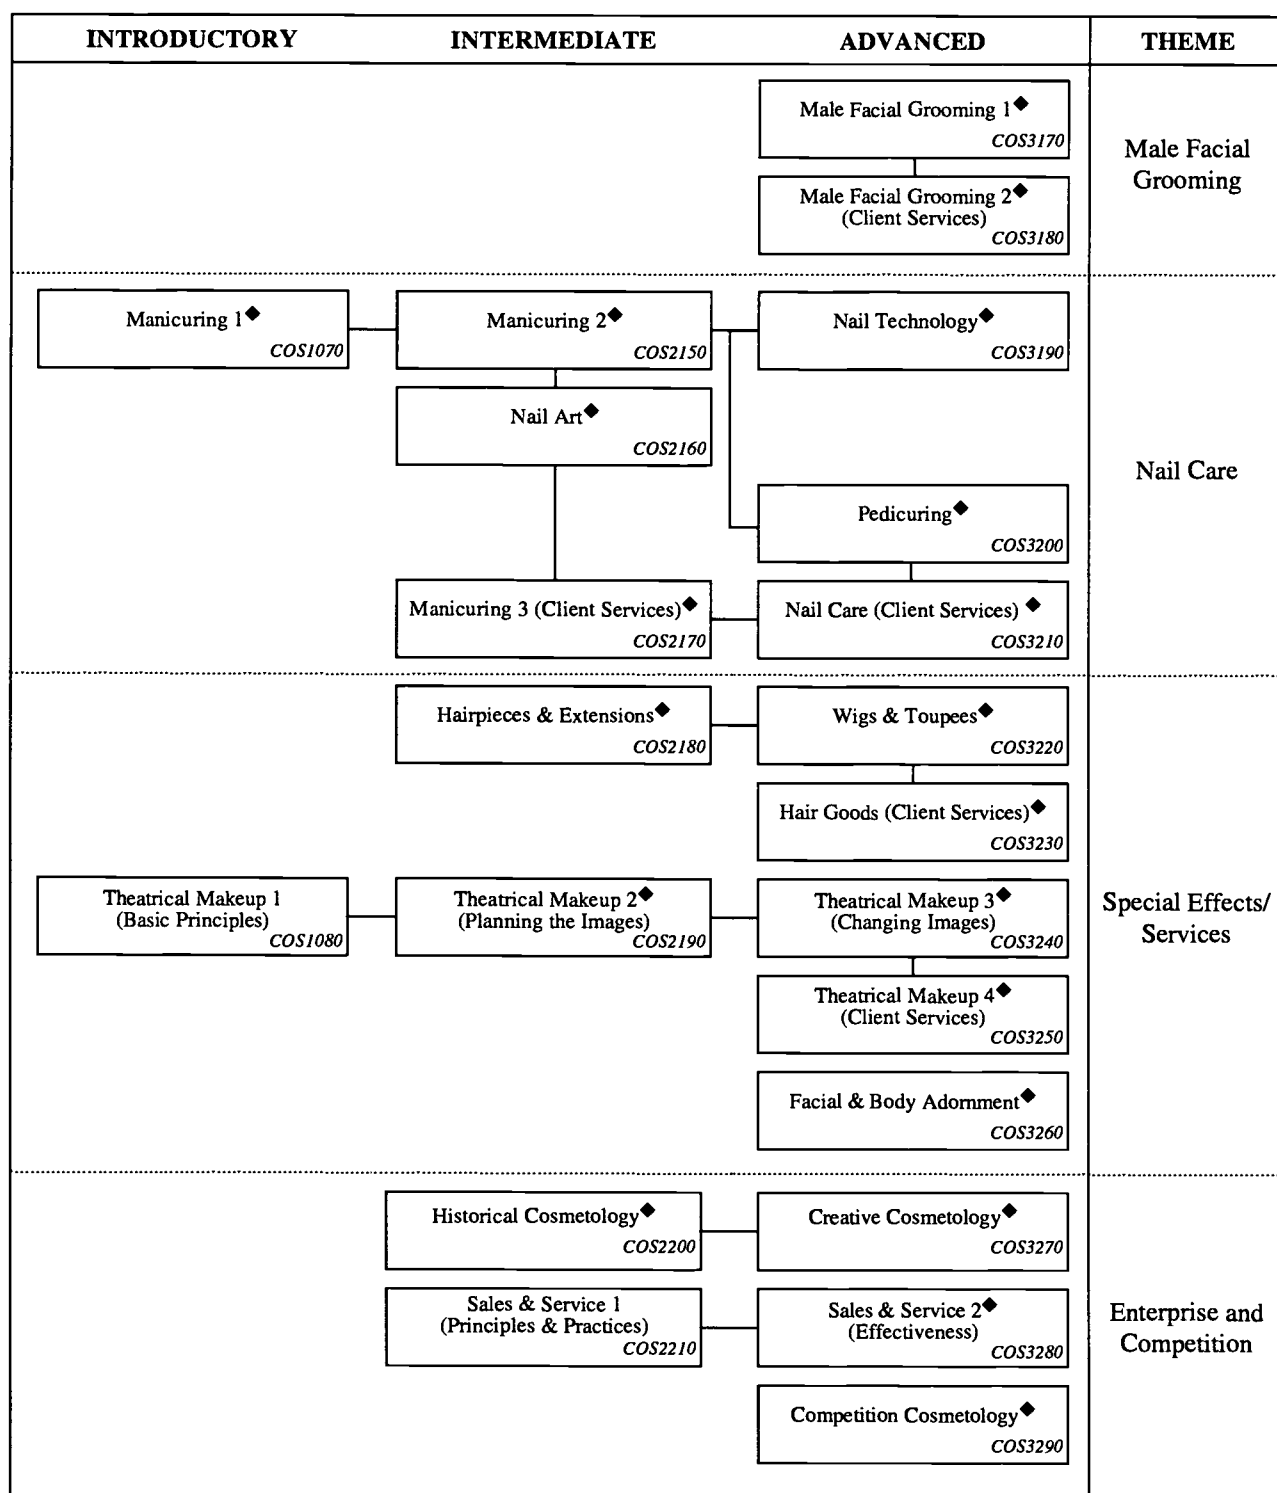 INTRODUCTORY INTERMEDIATE ADVANCED THEME
Male Facial Grooming 1◆
COS3170
Male Facial Grooming 2◆
(Client Services)
COS3180
Male Facial
Grooming
Manicuring 1◆
COS1070
Manicuring 2◆
COS2150
Nail Technology◆
COS3190
Nail Art◆
COS2160
Pedicuring◆
COS3200
Manicuring 3 (Client Services)◆
COS2170
Nail Care (Client Services) ◆
COS3210
Nail Care
Hairpieces & Extensions◆
COS2180
Wigs & Toupees◆
COS3220
Hair Goods (Client Services)◆
COS3230
Theatrical Makeup 1
(Basic Principles)
COS1080
Theatrical Makeup 2◆
(Planning the Images)
COS2190
Theatrical Makeup 3◆
(Changing Images)
COS3240
Theatrical Makeup 4◆
(Client Services)
COS3250
Facial & Body Adornment◆
COS3260
Special Effects/
Services
Historical Cosmetology◆
COS2200
Creative Cosmetology◆
COS3270
Sales & Service 1
(Principles & Practices)
COS2210
Sales & Service 2◆
(Effectiveness)
COS3280
Competition Cosmetology◆
COS3290
Enterprise and
Competition